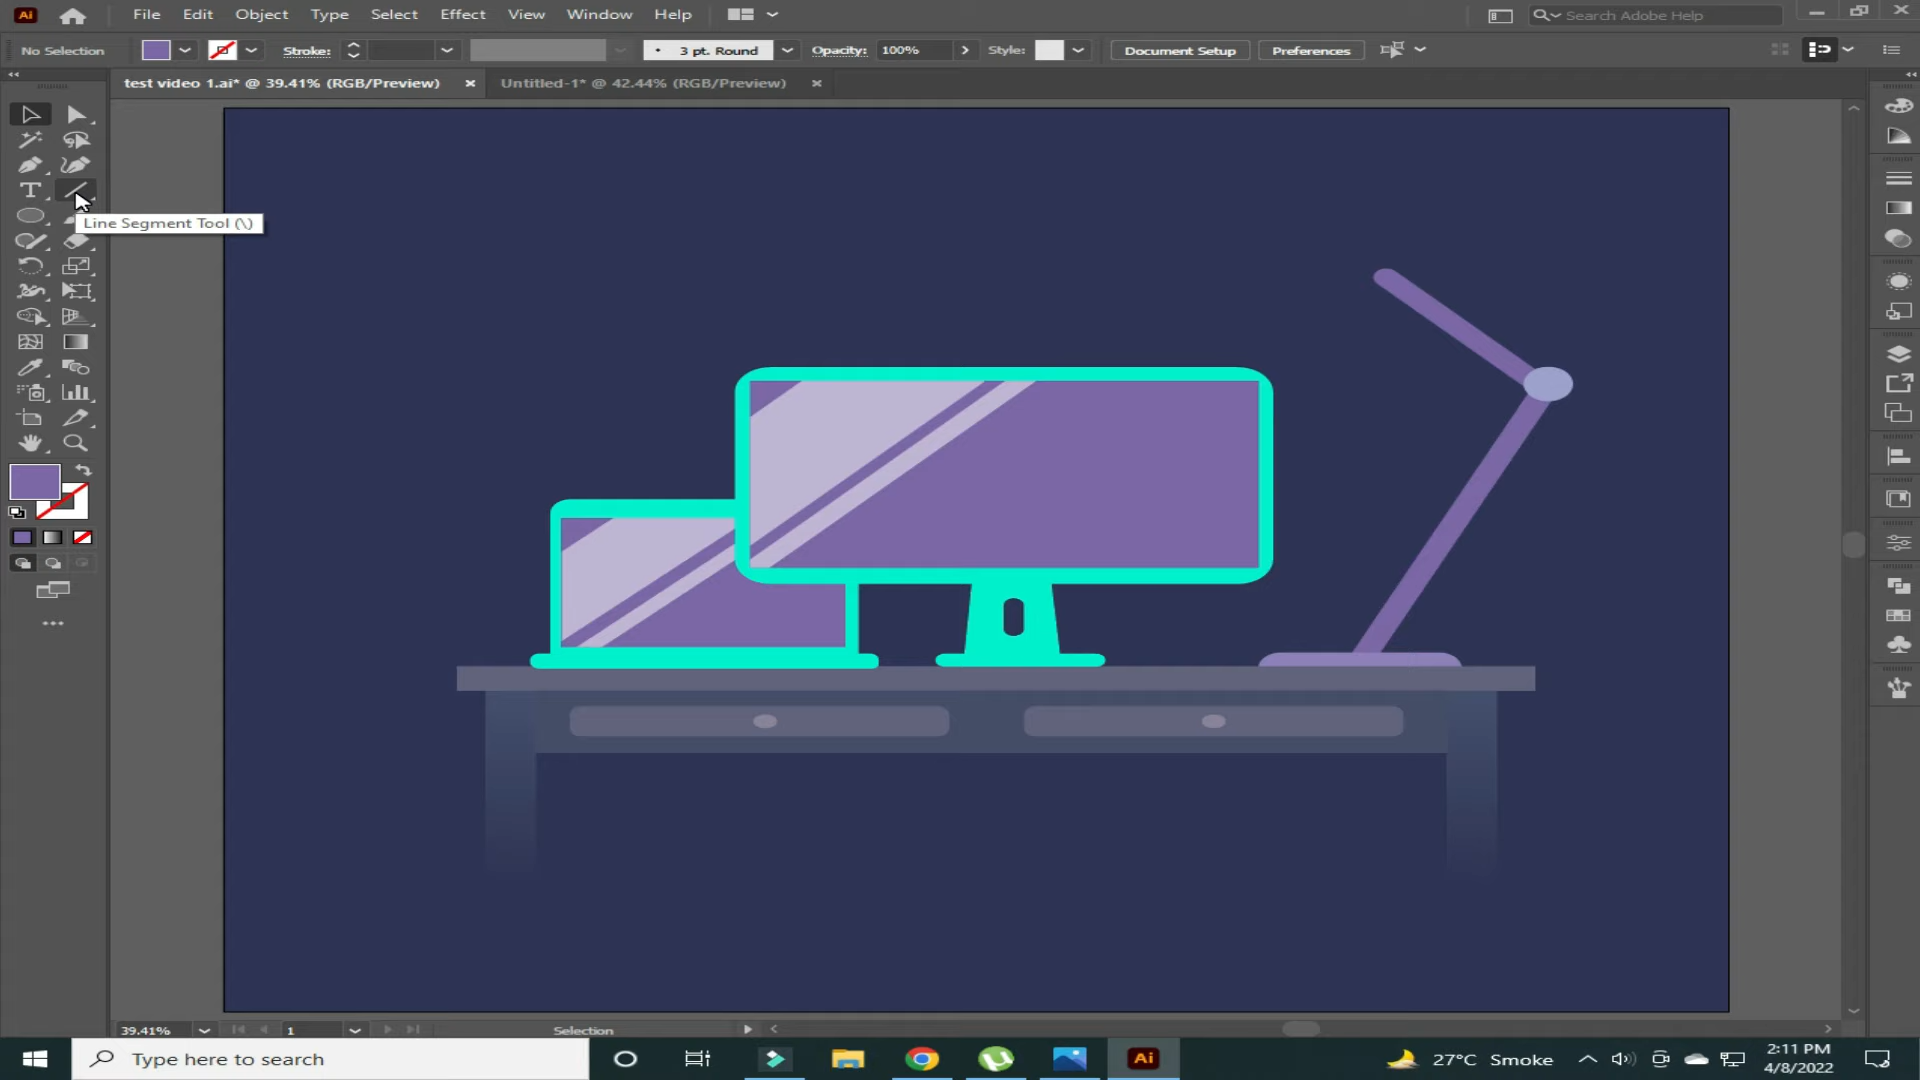 Ai File Edit Object Type Select Effect View Window Help Search Adobe Help
No Selection Stroke: 3 pt. Round Opacity: 100% Style: Document Setup Preferences
test video 1.ai* @ 39.41% (RGB/Preview) Untitled-1* @ 42.44% (RGB/Preview)
Line Segment Tool (\)
39.41% 1 Selection
Type here to search Ai 27°C Smoke 2:11 PM
4/8/2022